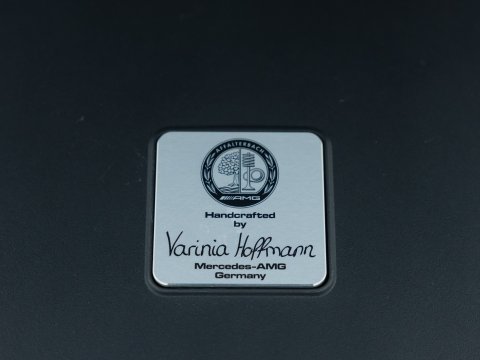 AFFALTERBACH
AMG
Handcrafted
by
Varinia Hoffmann
Mercedes-AMG
Germany